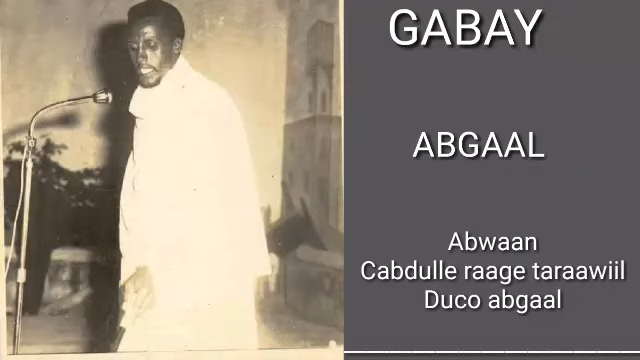 GABAY
ABGAAL
Abwaan
Cabdulle raage taraawiil
Duco abgaal